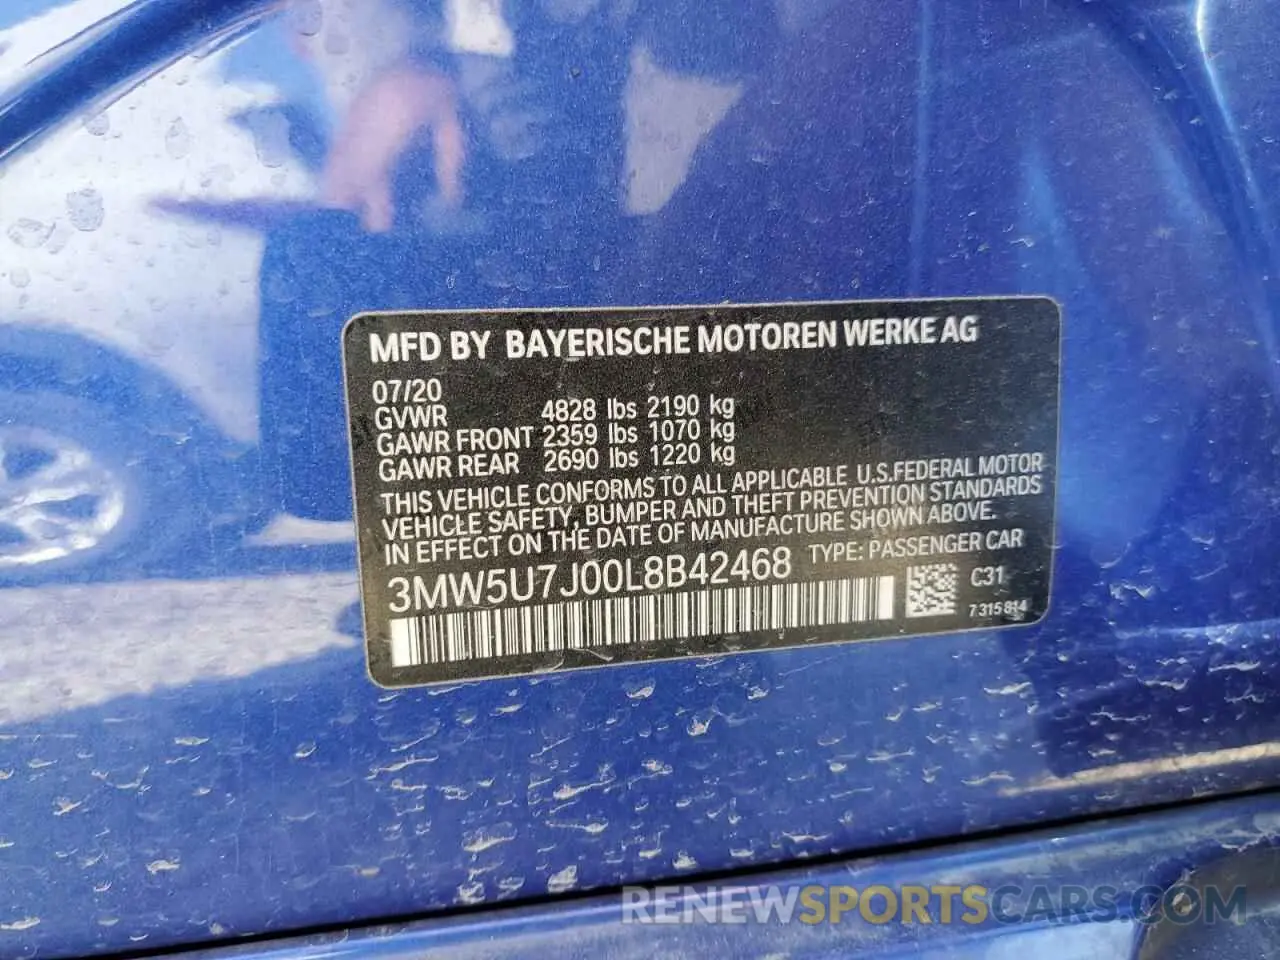 MFD BY BAYERISCHE MOTOREN WERKE AG
07/20
GVWR 4828 lbs 2190 kg
GAWR FRONT 2359 lbs 1070 kg
GAWR REAR 2690 lbs 1220 kg
THIS VEHICLE CONFORMS TO ALL APPLICABLE U.S.FEDERAL MOTOR
VEHICLE SAFETY, BUMPER AND THEFT PREVENTION STANDARDS
IN EFFECT ON THE DATE OF MANUFACTURE SHOWN ABOVE.
3MW5U7J00L8B42468 TYPE: PASSENGER CAR
C31
7 315 814
RENEWSPORTSCARS.COM